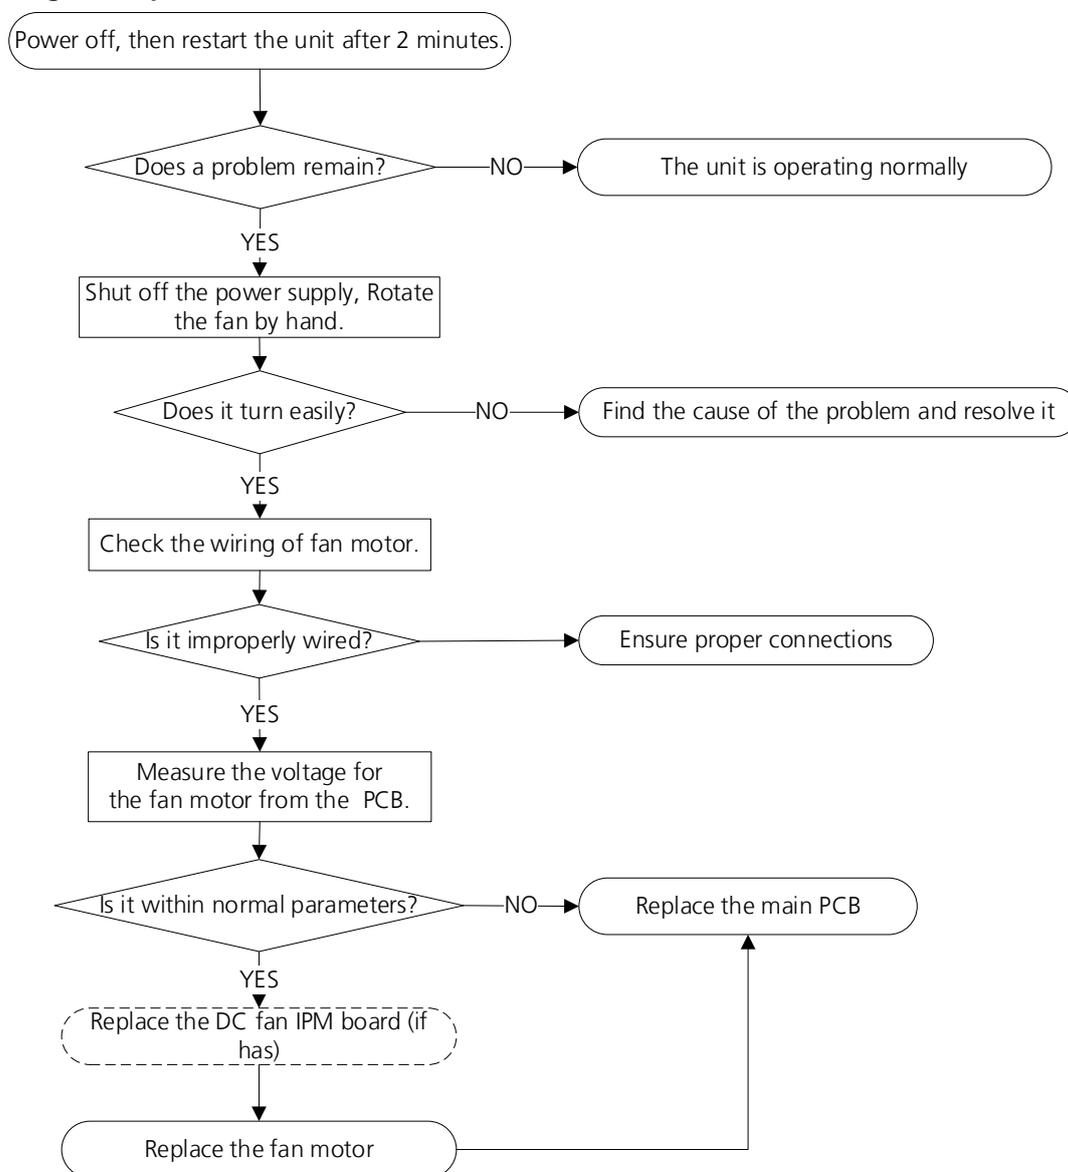 Power off, then restart the unit after 2 minutes.
Does a problem remain?
NO
The unit is operating normally
YES
Shut off the power supply, Rotate
the fan by hand.
Does it turn easily?
NO
Find the cause of the problem and resolve it
YES
Check the wiring of fan motor.
Is it improperly wired?
Ensure proper connections
YES
Measure the voltage for
the fan motor from the PCB.
Is it within normal parameters?
NO
Replace the main PCB
YES
Replace the DC fan IPM board (if
has)
Replace the fan motor